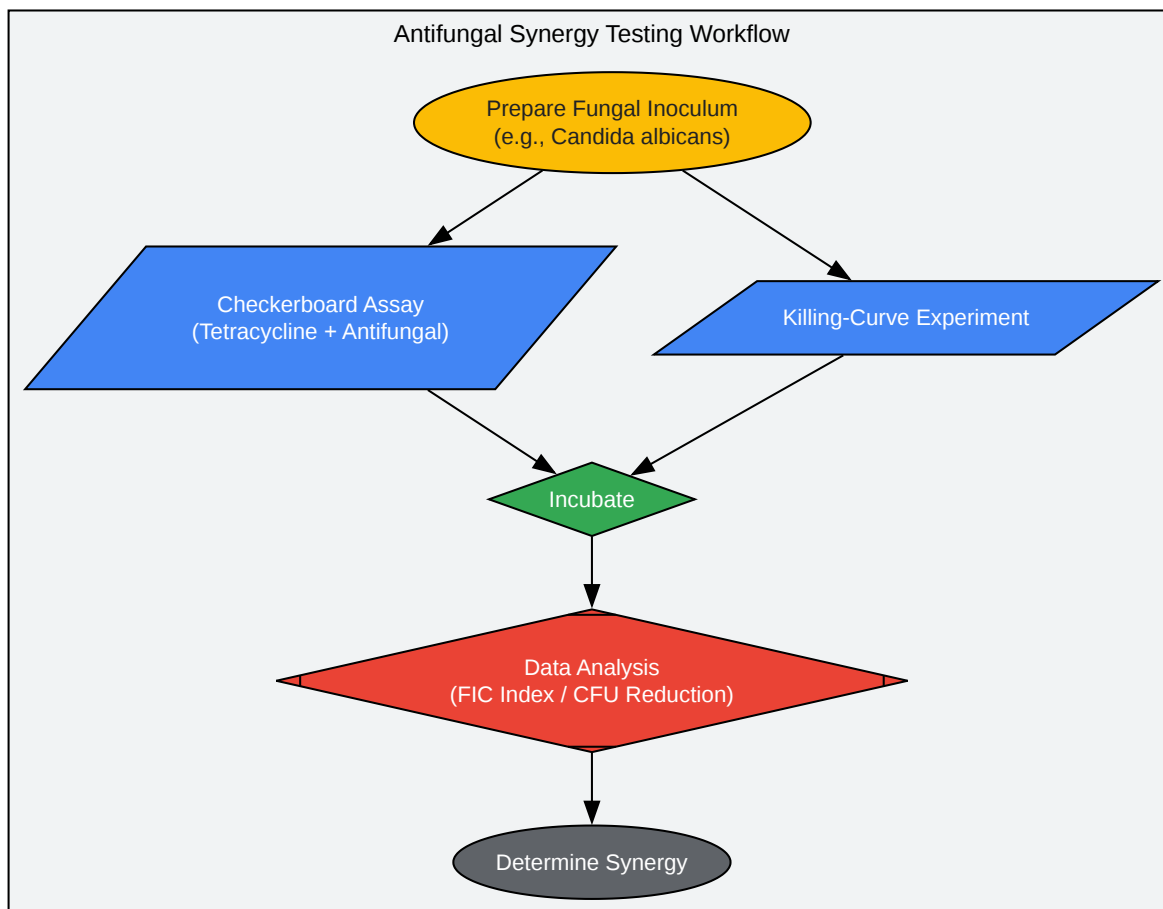 Antifungal Synergy Testing Workflow
Prepare Fungal Inoculum
(e.g., Candida albicans)
Checkerboard Assay
(Tetracycline + Antifungal)
Killing-Curve Experiment
Incubate
Data Analysis
(FIC Index / CFU Reduction)
Determine Synergy